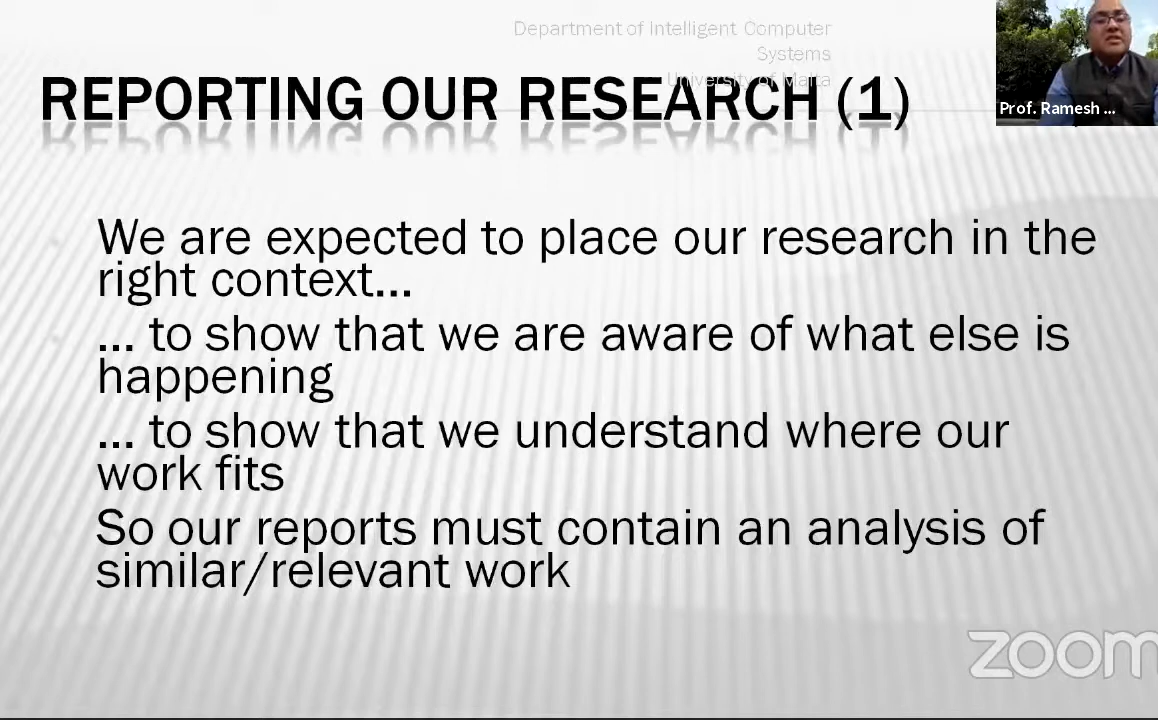 Department of Intelligent Computer
Systems
University of Malta
REPORTING OUR RESEARCH (1)
Prof. Ramesh ...
We are expected to place our research in the
right context...
... to show that we are aware of what else is
happening
... to show that we understand where our
work fits
So our reports must contain an analysis of
similar/relevant work
zoom